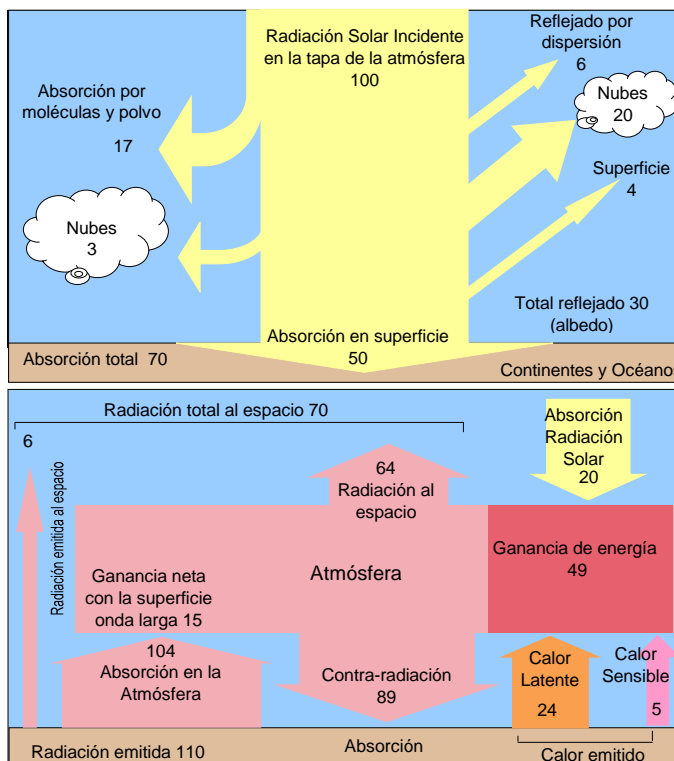 Radiación Solar Incidente
en la tapa de la atmósfera
100
Reflejado por
dispersión
6
Absorción por
moléculas y polvo
17
Nubes
20
Superficie
4
Nubes
3
Total reflejado 30
(albedo)
Absorción en superficie
50
Absorción total 70
Continentes y Océanos
Radiación total al espacio 70
6
Radiación emitida al espacio
64
Radiación al
espacio
Absorción
Radiación
Solar
20
Ganancia neta
con la superficie
onda larga 15
Atmósfera
Ganancia de energía
49
104
Absorción en la
Atmósfera
Contra-radiación
89
Calor
Latente
24
Calor
Sensible
5
Radiación emitida 110
Absorción
Calor emitido